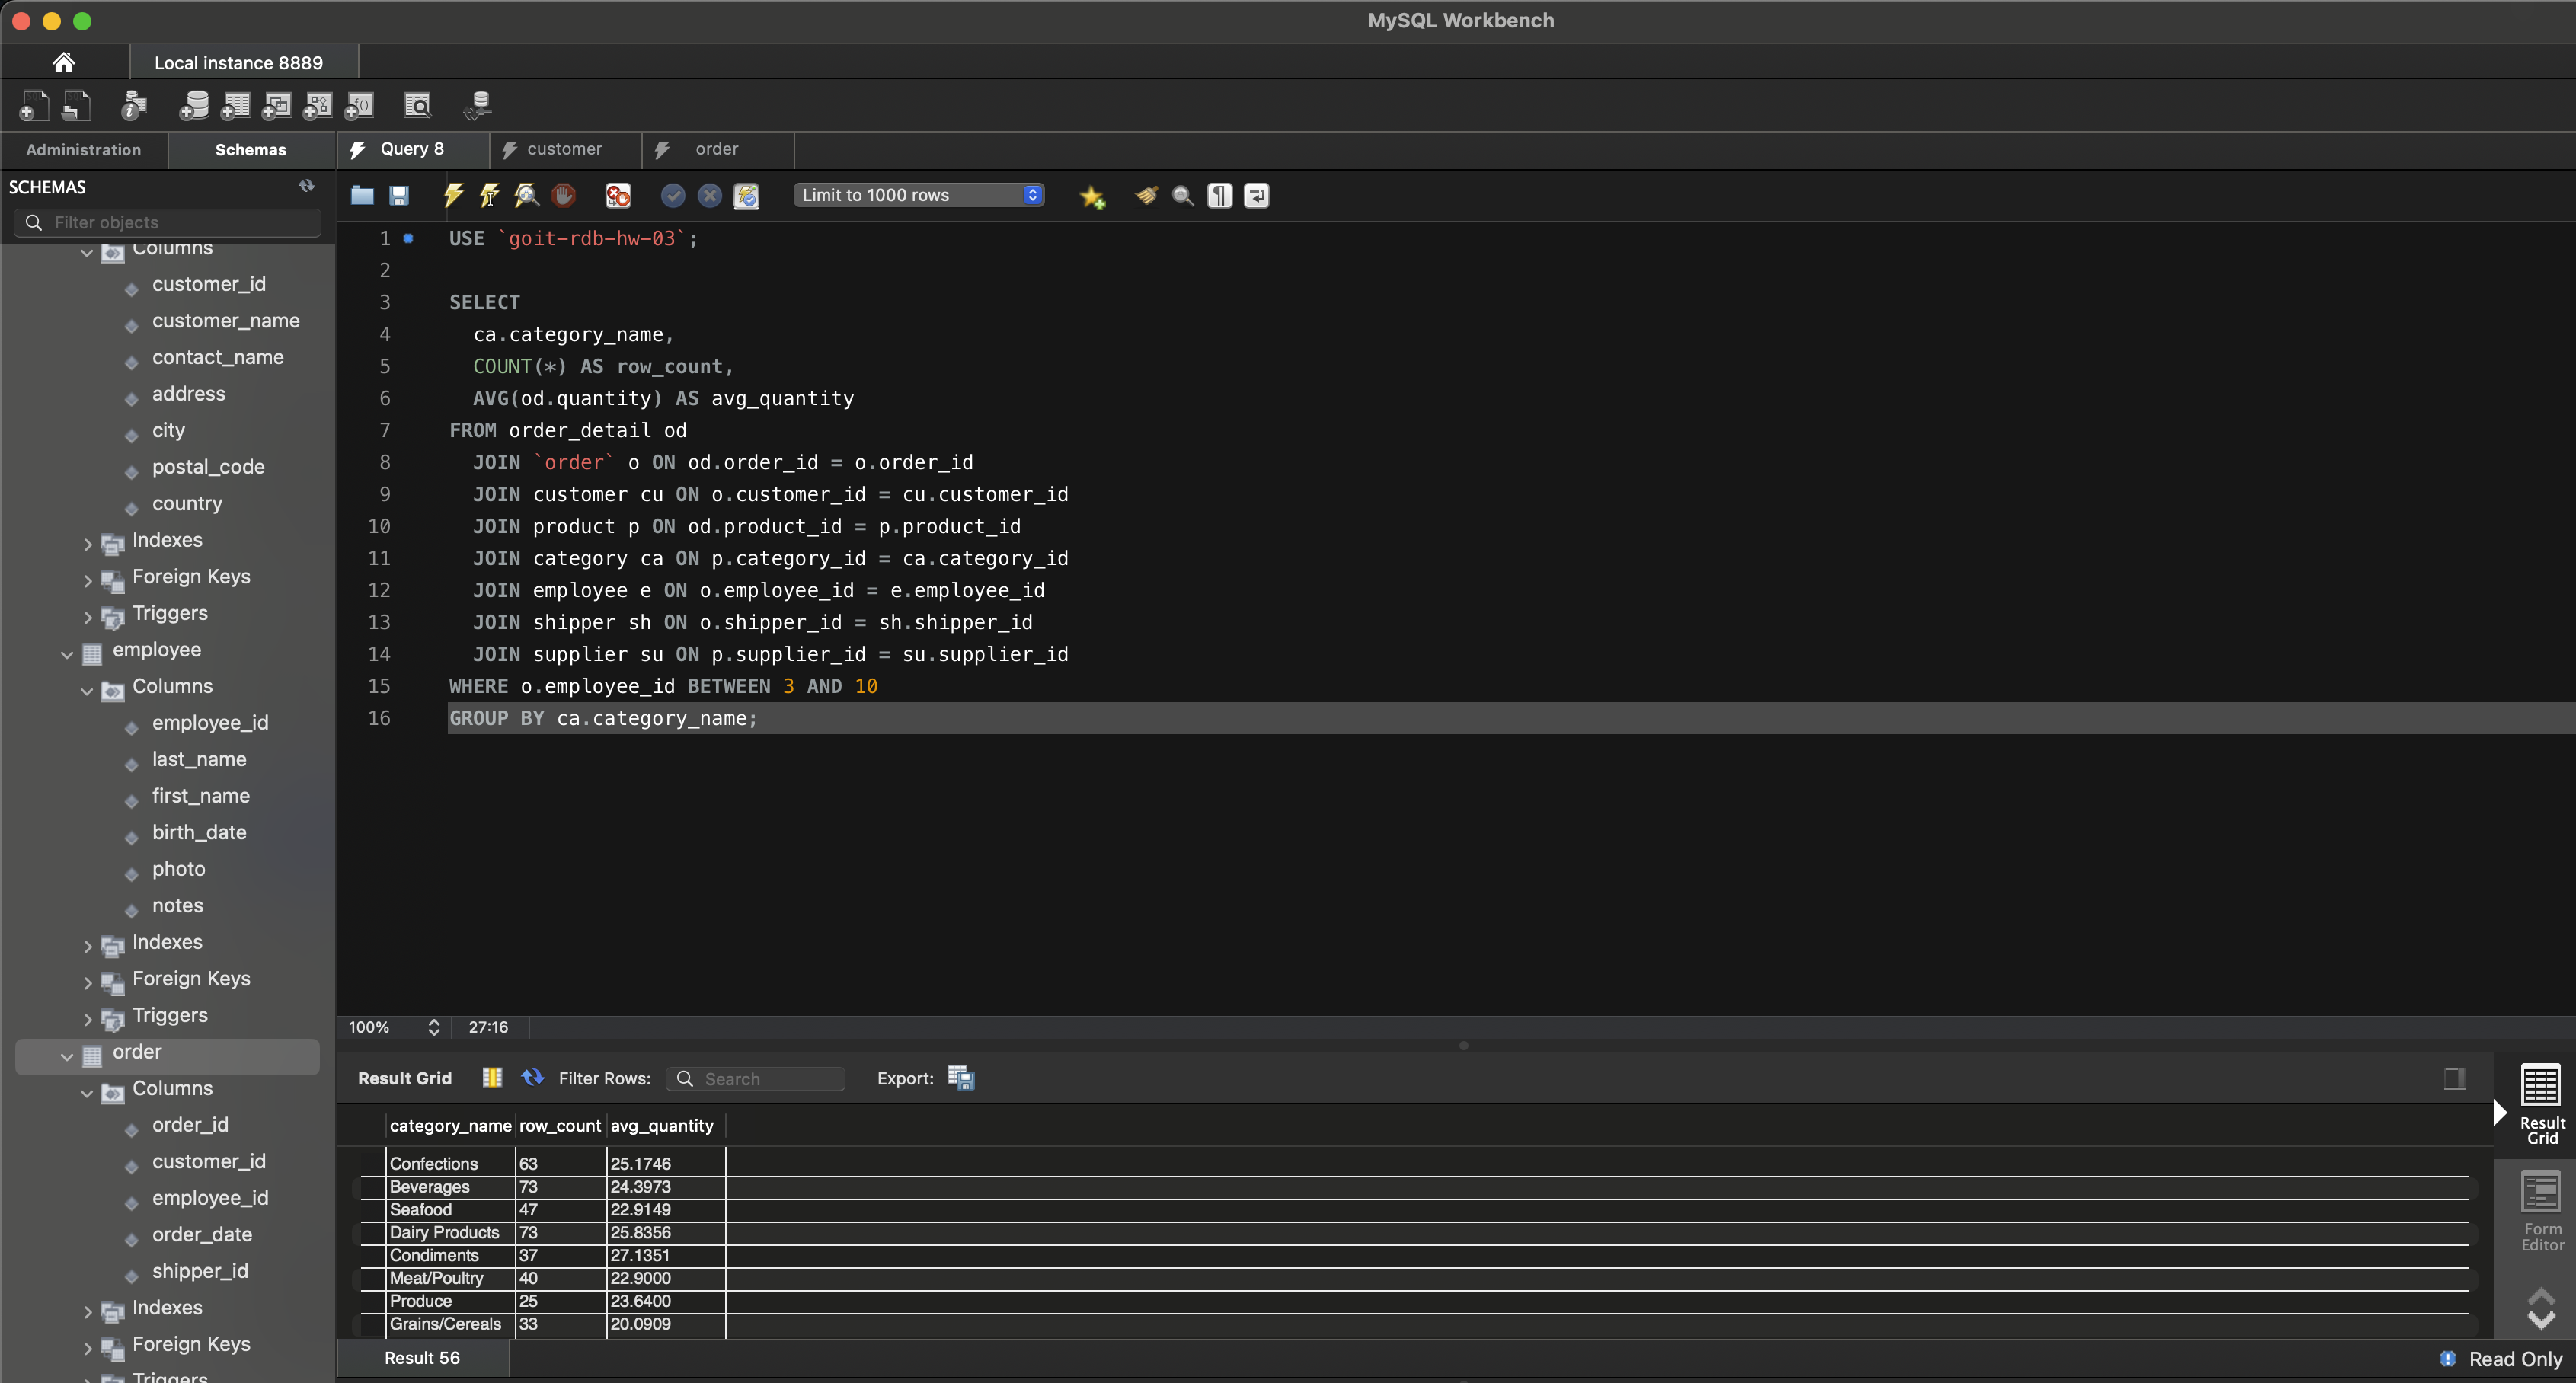 MySQL Workbench
Local instance 8889
Administration
Schemas
Query 8
customer
order
SCHEMAS
Filter objects
Columns
customer_id
customer_name
contact_name
address
city
postal_code
country
Indexes
Foreign Keys
Triggers
employee
Columns
employee_id
last_name
first_name
birth_date
photo
notes
Indexes
Foreign Keys
Triggers
order
Columns
order_id
customer_id
employee_id
order_date
shipper_id
Indexes
Foreign Keys
Triggers
Limit to 1000 rows
1 USE `goit-rdb-hw-03`;
2
3 SELECT
4 ca.category_name,
5 COUNT(*) AS row_count,
6 AVG(od.quantity) AS avg_quantity
7 FROM order_detail od
8 JOIN `order` o ON od.order_id = o.order_id
9 JOIN customer cu ON o.customer_id = cu.customer_id
10 JOIN product p ON od.product_id = p.product_id
11 JOIN category ca ON p.category_id = ca.category_id
12 JOIN employee e ON o.employee_id = e.employee_id
13 JOIN shipper sh ON o.shipper_id = sh.shipper_id
14 JOIN supplier su ON p.supplier_id = su.supplier_id
15 WHERE o.employee_id BETWEEN 3 AND 10
16 GROUP BY ca.category_name;
100% 27:16
Result Grid Filter Rows: Search Export:
category_name row_count avg_quantity
Confections 63 25.1746
Beverages 73 24.3973
Seafood 47 22.9149
Dairy Products 73 25.8356
Condiments 37 27.1351
Meat/Poultry 40 22.9000
Produce 25 23.6400
Grains/Cereals 33 20.0909
Result
Grid
Form
Editor
Result 56
Read Only